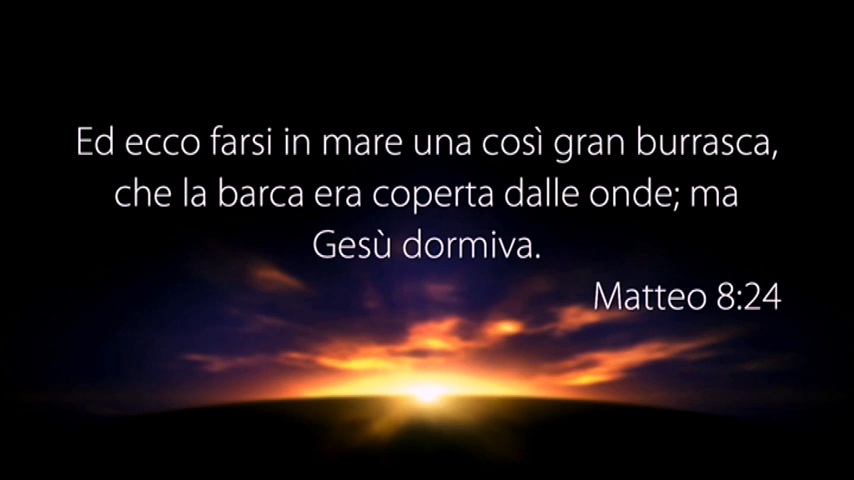 Ed ecco farsi in mare una così gran burrasca,
che la barca era coperta dalle onde; ma
Gesù dormiva.
Matteo 8:24